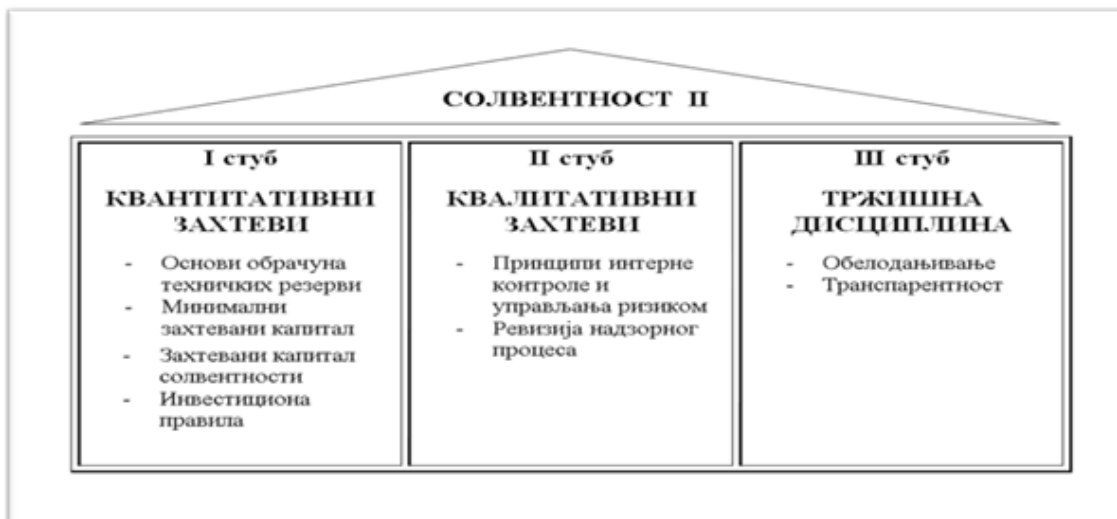 СОЛВЕНТНОСТ II
I стуб
КВАНТИТАТИВНИ
ЗАХТЕВИ
- Основи обрачуна
техничких резерви
- Минимални
захтевани капитал
- Захтевани капитал
солвентности
- Инвестициона
правила
II стуб
КВАЛИТАТИВНИ
ЗАХТЕВИ
- Принципи интерне
контроле и
управљања ризиком
- Ревизија надзорног
процеса
III стуб
ТРЖИШНА
ДИСЦИПЛИНА
- Обелодањивање
- Транспарентност